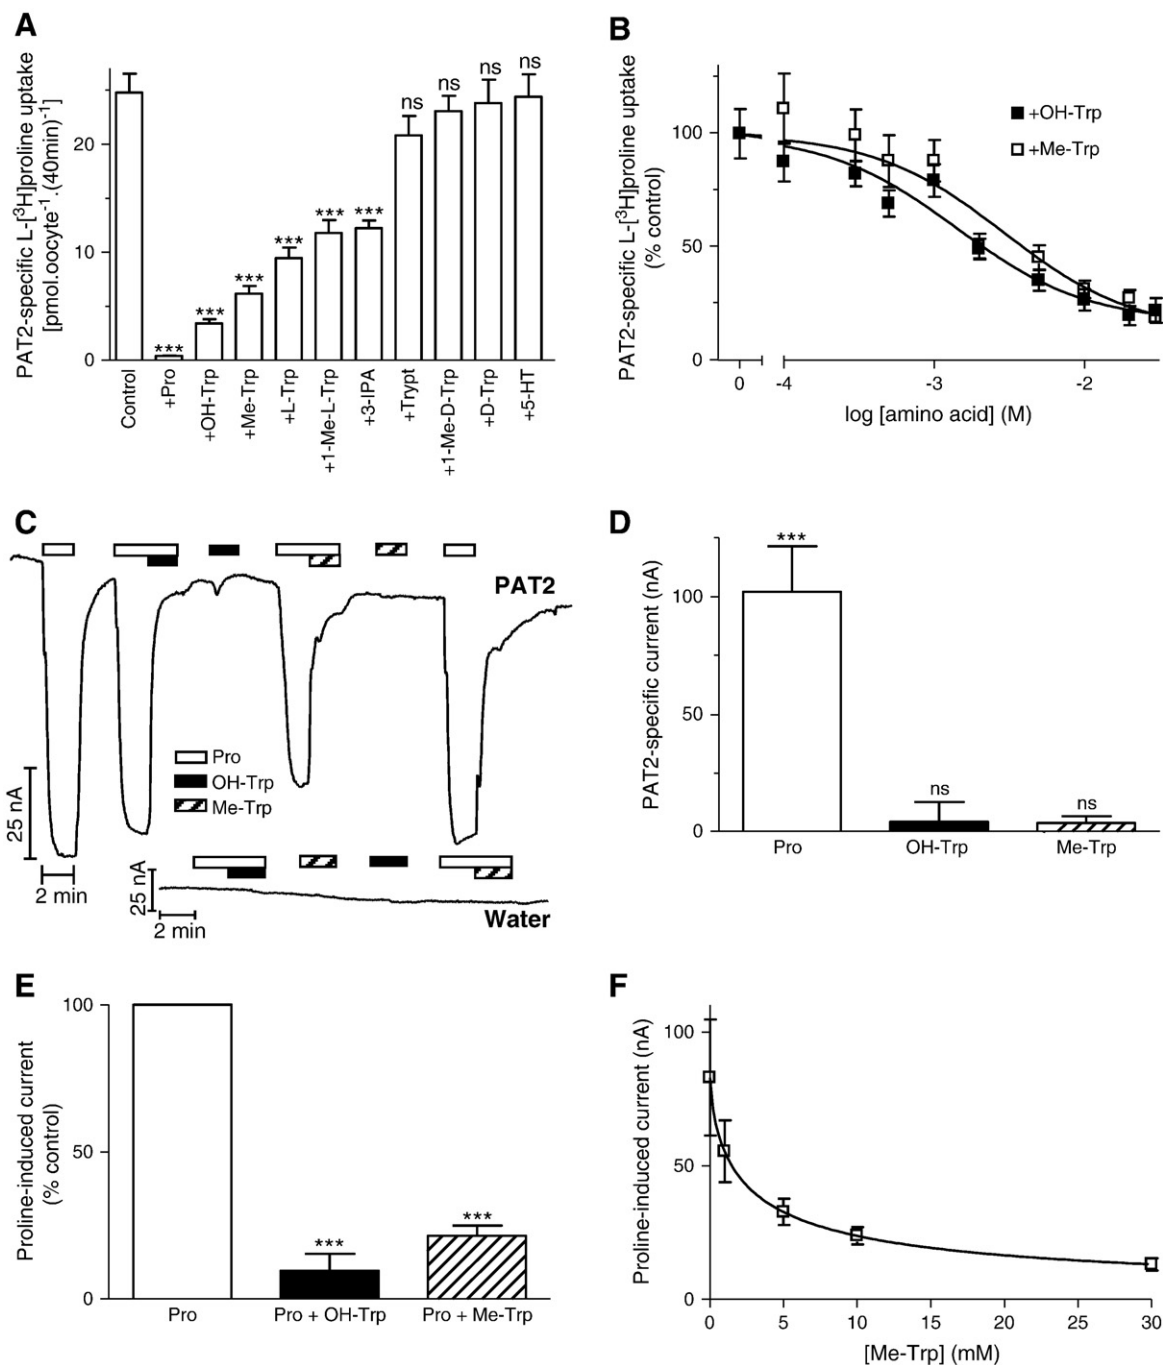 A
PAT2-specific L-[³H]proline uptake
[pmol.oocyte⁻¹.(40min)⁻¹]
20
10
0
***
***
***
***
***
***
ns
ns
ns
ns
Control
+Pro
+OH-Trp
+Me-Trp
+L-Trp
+1-Me-L-Trp
+3-IPA
+Trypt
+1-Me-D-Trp
+D-Trp
+5-HT
B
PAT2-specific L-[³H]proline uptake
(% control)
100
50
0
+OH-Trp
+Me-Trp
0 -4 -3 -2
log [amino acid] (M)
C
PAT2
Pro
OH-Trp
Me-Trp
25 nA
2 min
25 nA
2 min
Water
D
PAT2-specific current (nA)
100
50
0
***
ns
ns
Pro OH-Trp Me-Trp
E
Proline-induced current
(% control)
100
50
0
***
***
Pro Pro + OH-Trp Pro + Me-Trp
F
Proline-induced current (nA)
100
50
0
0 5 10 15 20 25 30
[Me-Trp] (mM)